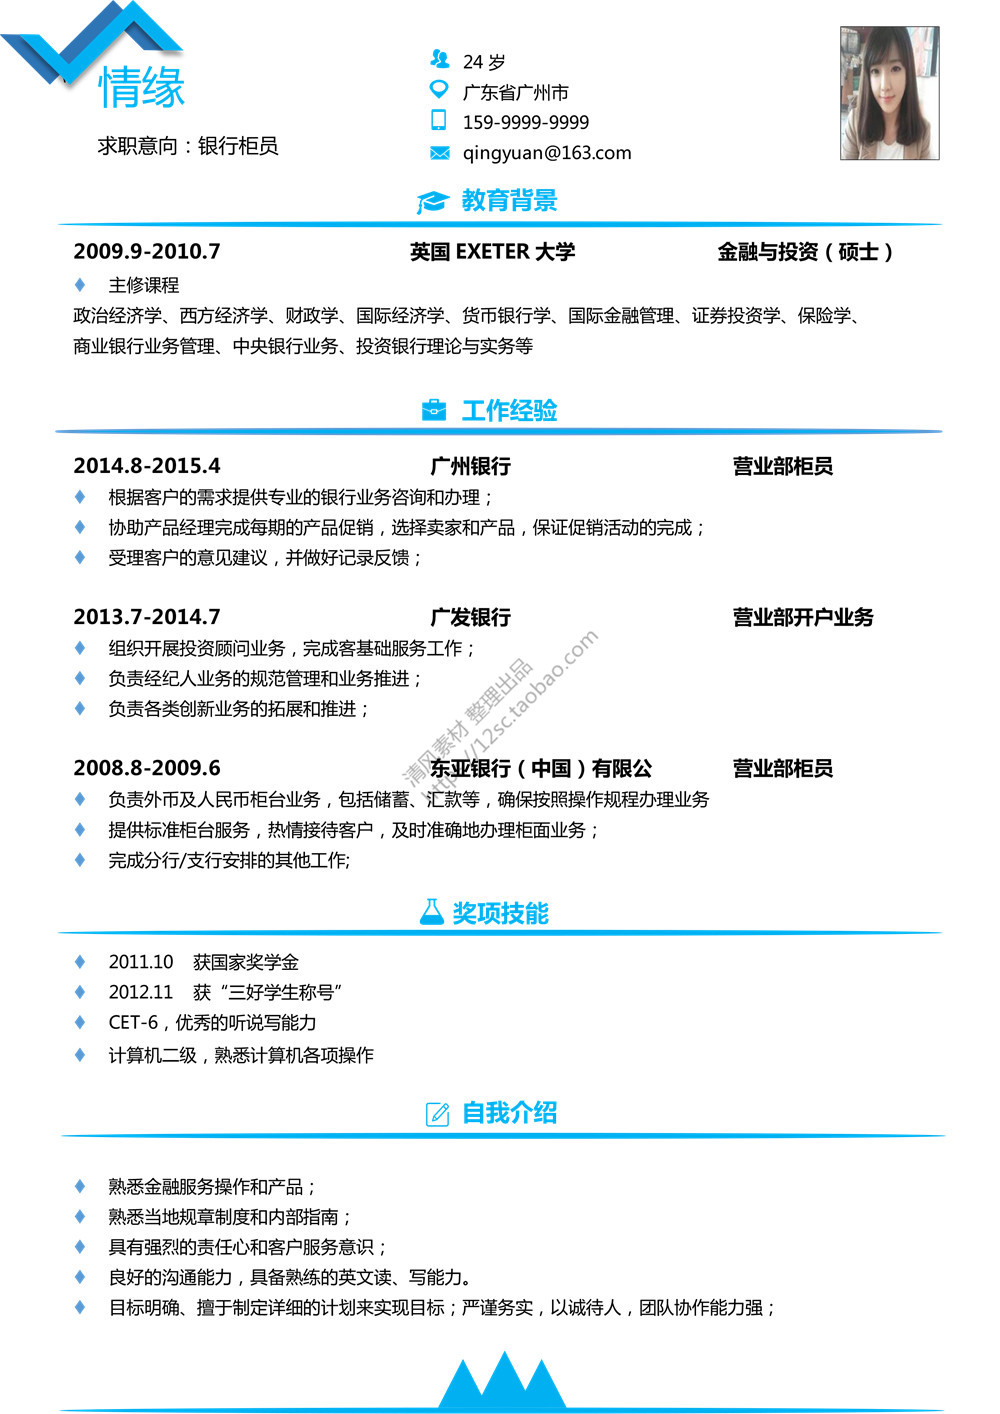 情缘
求职意向：银行柜员
24 岁
广东省广州市
159-9999-9999
qingyuan@163.com
教育背景
2009.9-2010.7 英国 EXETER 大学 金融与投资（硕士）
主修课程
政治经济学、西方经济学、财政学、国际经济学、货币银行学、国际金融管理、证券投资学、保险学、
商业银行业务管理、中央银行业务、投资银行理论与实务等
工作经验
2014.8-2015.4 广州银行 营业部柜员
根据客户的需求提供专业的银行业务咨询和办理；
协助产品经理完成每期的产品促销，选择卖家和产品，保证促销活动的完成；
受理客户的意见建议，并做好记录反馈；
2013.7-2014.7 广发银行 营业部开户业务
组织开展投资顾问业务，完成客基础服务工作；
负责经纪人业务的规范管理和业务推进；
负责各类创新业务的拓展和推进；
清风素材 整理出品
http://12sc.taobao.com
2008.8-2009.6 东亚银行（中国）有限公 营业部柜员
负责外币及人民币柜台业务，包括储蓄、汇款等，确保按照操作规程办理业务
提供标准柜台服务，热情接待客户，及时准确地办理柜面业务；
完成分行/支行安排的其他工作;
奖项技能
2011.10 获国家奖学金
2012.11 获“三好学生称号”
CET-6，优秀的听说写能力
计算机二级，熟悉计算机各项操作
自我介绍
熟悉金融服务操作和产品；
熟悉当地规章制度和内部指南；
具有强烈的责任心和客户服务意识；
良好的沟通能力，具备熟练的英文读、写能力。
目标明确、擅于制定详细的计划来实现目标；严谨务实，以诚待人，团队协作能力强；